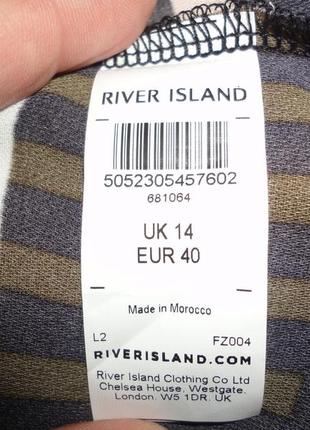 RIVER ISLAND
5052305457602
681064
UK 14
EUR 40
Made in Morocco
L2 FZ004
RIVERISLAND.COM
River Island Clothing Co Ltd
Chelsea House, Westgate,
London. W5 1DR. UK